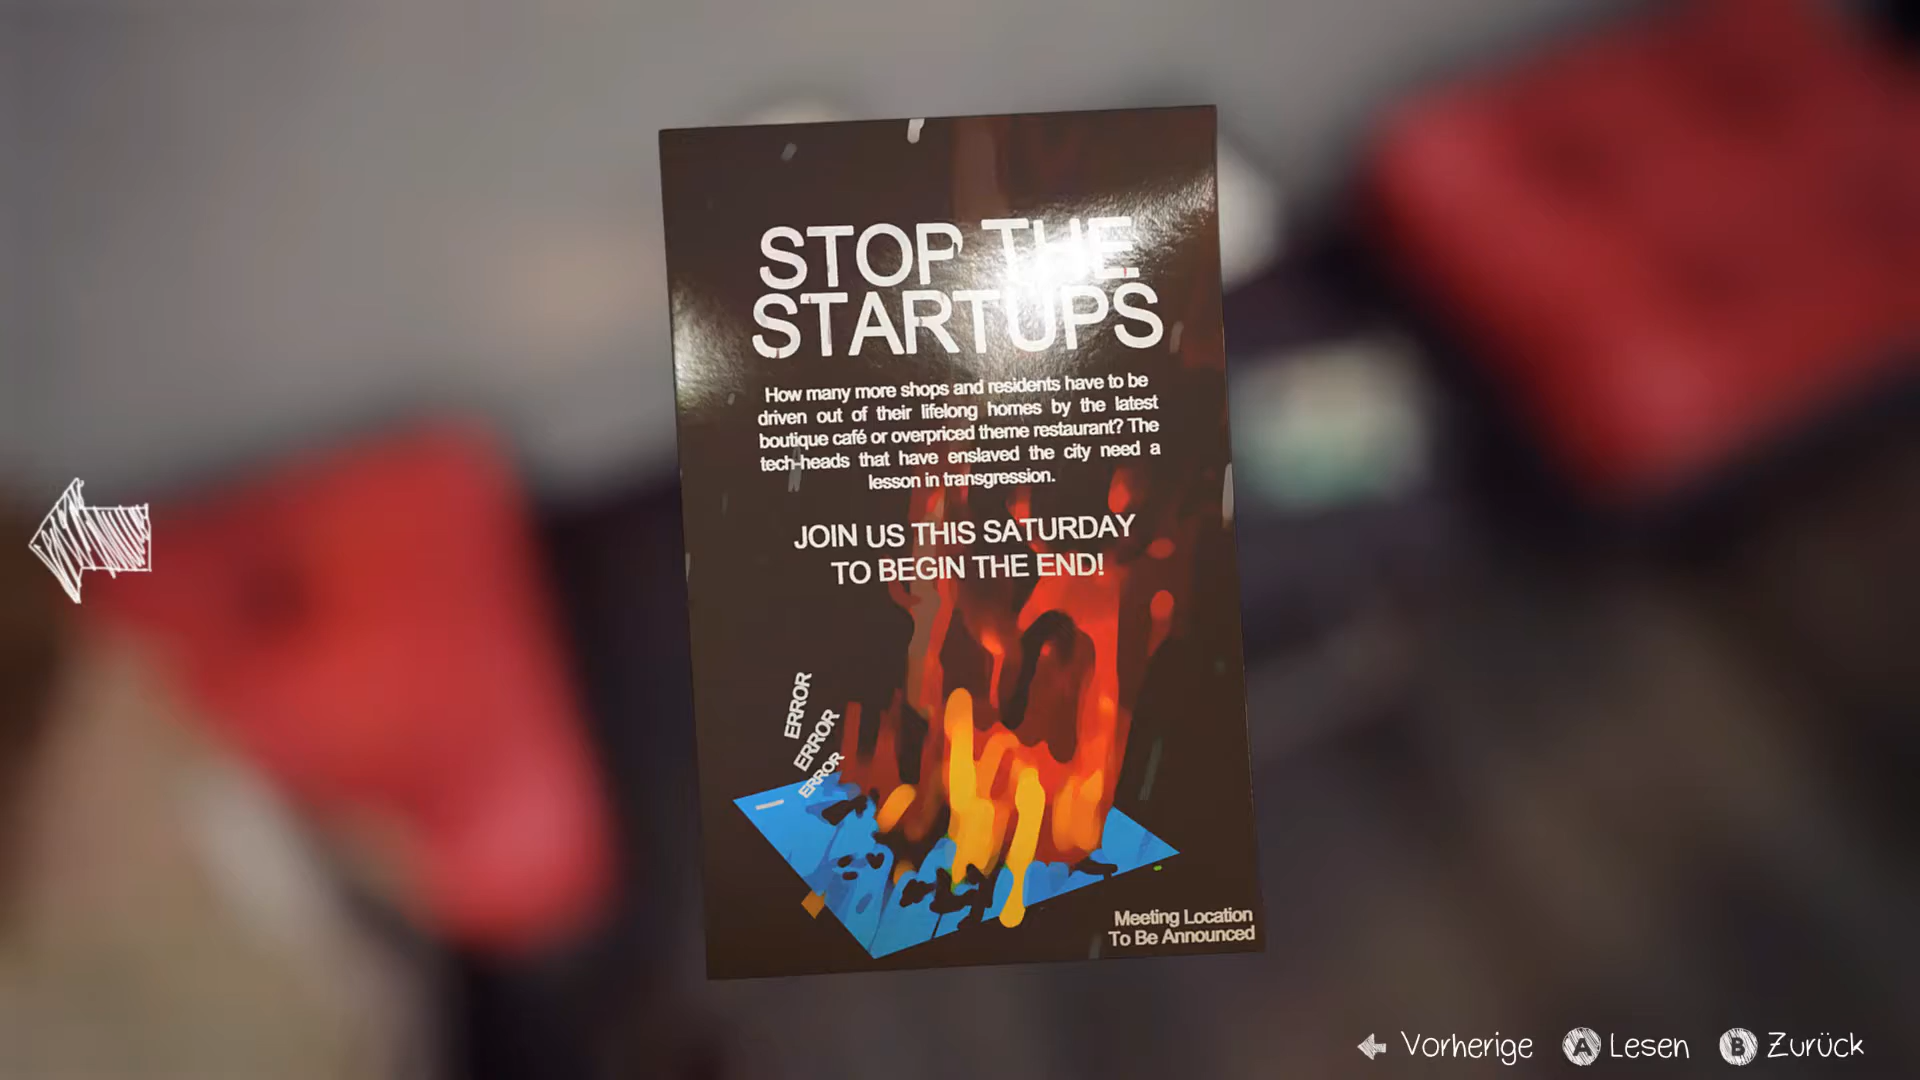 STOP THE
STARTUPS
How many more shops and residents have to be
driven out of their lifelong homes by the latest
boutique café or overpriced theme restaurant? The
tech-heads that have enslaved the city need a
lesson in transgression.
JOIN US THIS SATURDAY
TO BEGIN THE END!
ERROR
ERROR
ERROR
Meeting Location
To Be Announced
Vorherige
A Lesen
B Zurück